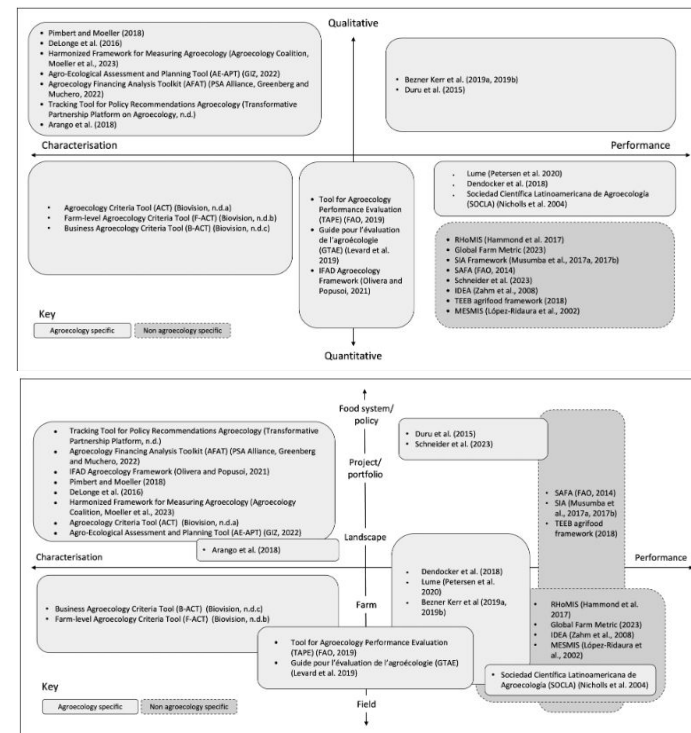 Qualitative
• Pimbert and Moeller (2018)
• DeLonge et al. (2016)
• Harmonized Framework for Measuring Agroecology (Agroecology Coalition,
Moeller et al., 2023)
• Agro-Ecological Assessment and Planning Tool (AE-APT) (GIZ, 2022)
• Agroecology Financing Analysis Toolkit (AFAT) (PSA Alliance, Greenberg and
Muchero, 2022)
• Tracking Tool for Policy Recommendations Agroecology (Transformative
Partnership Platform on Agroecology, n.d.)
• Arango et al. (2018)
• Bezner Kerr et al. (2019a, 2019b)
• Duru et al. (2015)
Characterisation
Performance
• Agroecology Criteria Tool (ACT) (Biovision, n.d.a)
• Farm-level Agroecology Criteria Tool (F-ACT) (Biovision, n.d.b)
• Business Agroecology Criteria Tool (B-ACT) (Biovision, n.d.c)
• Tool for Agroecology
Performance Evaluation
(TAPE) (FAO, 2019)
• Guide pour l'évaluation
de l'agroécologie
(GTAE) (Levard et al.
2019)
• IFAD Agroecology
Framework (Olivera and
Popusoi, 2021)
• Lume (Petersen et al. 2020)
• Dendocker et al. (2018)
• Sociedad Científica Latinoamericana de Agroecología
(SOCLA) (Nicholls et al. 2004)
• RHoMIS (Hammond et al. 2017)
• Global Farm Metric (2023)
• SIA Framework (Musumba et al., 2017a, 2017b)
• SAFA (FAO, 2014)
• Schneider et al. (2023)
• IDEA (Zahm et al., 2008)
• TEEB agrifood framework (2018)
• MESMIS (López-Ridaura et al., 2002)
Key
Agroecology specific
Non agroecology specific
Quantitative
Food system/
policy
• Tracking Tool for Policy Recommendations Agroecology (Transformative
Partnership Platform, n.d.)
• Agroecology Financing Analysis Toolkit (AFAT) (PSA Alliance, Greenberg and
Muchero, 2022)
• IFAD Agroecology Framework (Olivera and Popusoi, 2021)
• Pimbert and Moeller (2018)
• DeLonge et al. (2016)
• Harmonized Framework for Measuring Agroecology (Agroecology
Coalition, Moeller et al., 2023)
• Agroecology Criteria Tool (ACT) (Biovision, n.d.a)
• Agro-Ecological Assessment and Planning Tool (AE-APT) (GIZ, 2022)
• Duru et al. (2015)
• Schneider et al. (2023)
Project/
portfolio
• SAFA (FAO, 2014)
• SIA (Musumba et
al., 2017a, 2017b)
• TEEB agrifood
framework
(2018)
Landscape
• Arango et al. (2018)
Characterisation
Performance
• Dendocker et al. (2018)
• Lume (Petersen et al.
2020)
• Bezner Kerr et al (2019a,
2019b)
Farm
• Business Agroecology Criteria Tool (B-ACT) (Biovision, n.d.c)
• Farm-level Agroecology Criteria Tool (F-ACT) (Biovision, n.d.b)
• RHoMIS (Hammond et al.
2017)
• Global Farm Metric (2023)
• IDEA (Zahm et al., 2008)
• MESMIS (López-Ridaura et
al., 2002)
• Tool for Agroecology Performance Evaluation
(TAPE) (FAO, 2019)
• Guide pour l'évaluation de l'agroécologie (GTAE)
(Levard et al. 2019)
• Sociedad Científica Latinoamericana de
Agroecología (SOCLA) (Nicholls et al. 2004)
Key
Agroecology specific
Non agroecology specific
Field